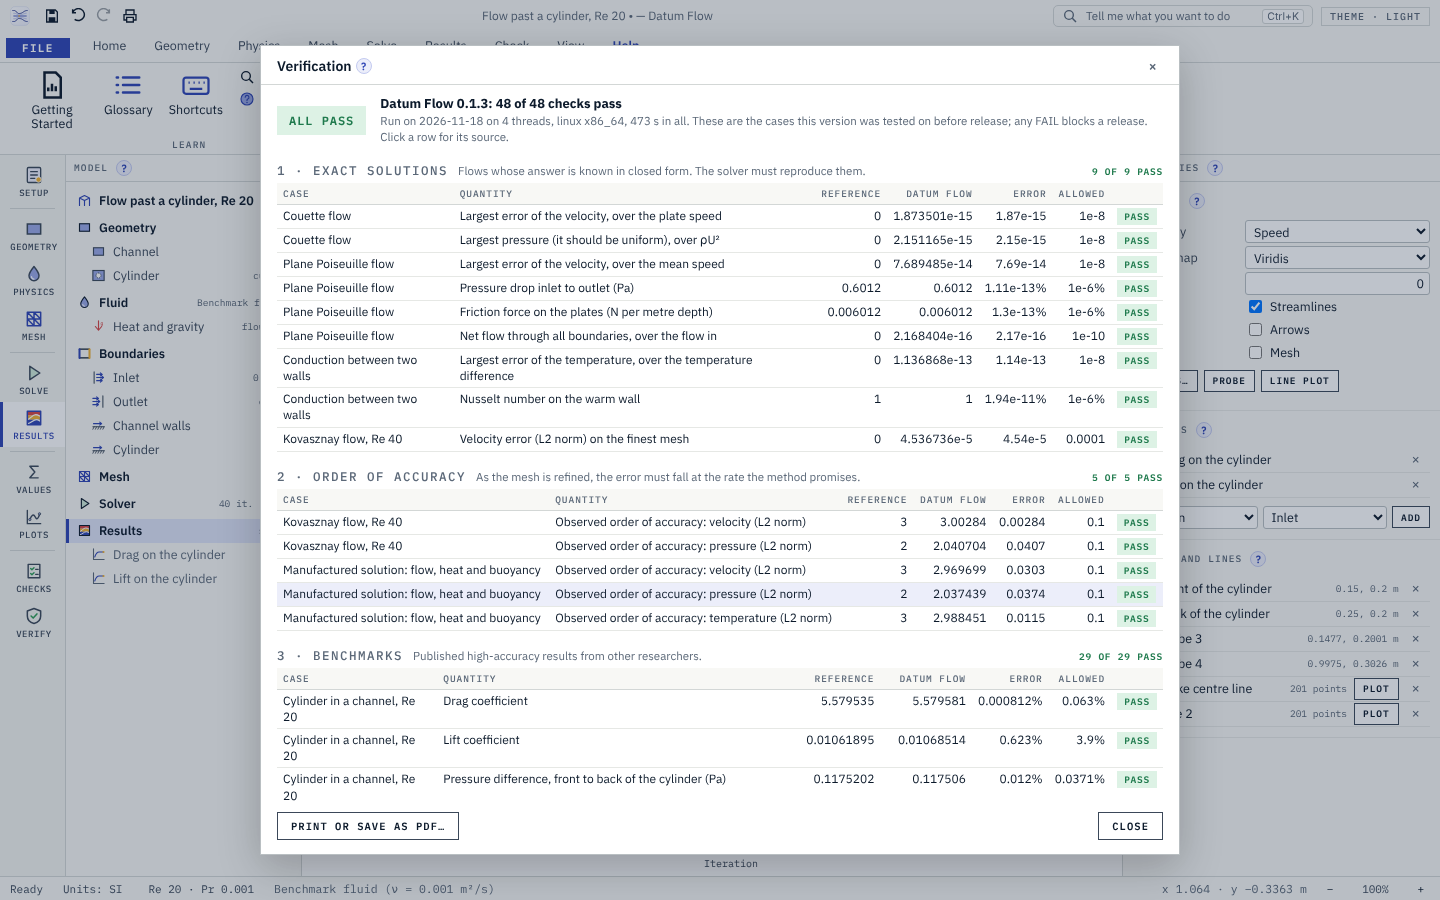 Flow past a cylinder, Re 20 • — Datum Flow
Tell me what you want to do
Ctrl+K
THEME · LIGHT
FILE
Home
Geometry
Help
Getting Started
Glossary
Shortcuts
LEARN
Verification ?
×
ALL PASS
Datum Flow 0.1.3: 48 of 48 checks pass
Run on 2026-11-18 on 4 threads, linux x86_64, 473 s in all. These are the cases this version was tested on before release; any FAIL blocks a release.
Click a row for its source.
1 · EXACT SOLUTIONS Flows whose answer is known in closed form. The solver must reproduce them. 9 OF 9 PASS
CASE QUANTITY REFERENCE DATUM FLOW ERROR ALLOWED
Couette flow Largest error of the velocity, over the plate speed 0 1.873501e-15 1.87e-15 1e-8 PASS
Couette flow Largest pressure (it should be uniform), over ρU² 0 2.151165e-15 2.15e-15 1e-8 PASS
Plane Poiseuille flow Largest error of the velocity, over the mean speed 0 7.689485e-14 7.69e-14 1e-8 PASS
Plane Poiseuille flow Pressure drop inlet to outlet (Pa) 0.6012 0.6012 1.11e-13% 1e-6% PASS
Plane Poiseuille flow Friction force on the plates (N per metre depth) 0.006012 0.006012 1.3e-13% 1e-6% PASS
Plane Poiseuille flow Net flow through all boundaries, over the flow in 0 2.168404e-16 2.17e-16 1e-10 PASS
Conduction between two walls Largest error of the temperature, over the temperature difference 0 1.136868e-13 1.14e-13 1e-8 PASS
Conduction between two walls Nusselt number on the warm wall 1 1 1.94e-11% 1e-6% PASS
Kovasznay flow, Re 40 Velocity error (L2 norm) on the finest mesh 0 4.536736e-5 4.54e-5 0.0001 PASS
2 · ORDER OF ACCURACY As the mesh is refined, the error must fall at the rate the method promises. 5 OF 5 PASS
CASE QUANTITY REFERENCE DATUM FLOW ERROR ALLOWED
Kovasznay flow, Re 40 Observed order of accuracy: velocity (L2 norm) 3 3.00284 0.00284 0.1 PASS
Kovasznay flow, Re 40 Observed order of accuracy: pressure (L2 norm) 2 2.040704 0.0407 0.1 PASS
Manufactured solution: flow, heat and buoyancy Observed order of accuracy: velocity (L2 norm) 3 2.969699 0.0303 0.1 PASS
Manufactured solution: flow, heat and buoyancy Observed order of accuracy: pressure (L2 norm) 2 2.037439 0.0374 0.1 PASS
Manufactured solution: flow, heat and buoyancy Observed order of accuracy: temperature (L2 norm) 3 2.988451 0.0115 0.1 PASS
3 · BENCHMARKS Published high-accuracy results from other researchers. 29 OF 29 PASS
CASE QUANTITY REFERENCE DATUM FLOW ERROR ALLOWED
Cylinder in a channel, Re 20 Drag coefficient 5.579535 5.579581 0.000812% 0.063% PASS
Cylinder in a channel, Re 20 Lift coefficient 0.01061895 0.01068514 0.623% 3.9% PASS
Cylinder in a channel, Re 20 Pressure difference, front to back of the cylinder (Pa) 0.1175202 0.117506 0.012% 0.0371% PASS
PRINT OR SAVE AS PDF…
CLOSE
SETUP
GEOMETRY
PHYSICS
MESH
SOLVE
RESULTS
VALUES
PLOTS
CHECKS
VERIFY
MODEL ?
Flow past a cylinder, Re 20
Geometry
Channel
Cylinder
Fluid Benchmark
Heat and gravity
Boundaries
Inlet
Outlet
Channel walls
Cylinder
Mesh
Solver 40 it.
Results
Drag on the cylinder
Lift on the cylinder
?
?
Speed
Viridis
0
Streamlines
Arrows
Mesh
PROBE
LINE PLOT
?
on the cylinder ×
on the cylinder ×
Inlet
ADD
AND LINES ?
of the cylinder 0.15, 0.2 m ×
of the cylinder 0.25, 0.2 m ×
3 0.1477, 0.2001 m ×
4 0.9975, 0.3026 m ×
centre line 201 points PLOT ×
2 201 points PLOT ×
Iteration
Ready
Units: SI
Re 20 · Pr 0.001
Benchmark fluid (ν = 0.001 m²/s)
x 1.064 · y −0.3363 m
−
100%
+